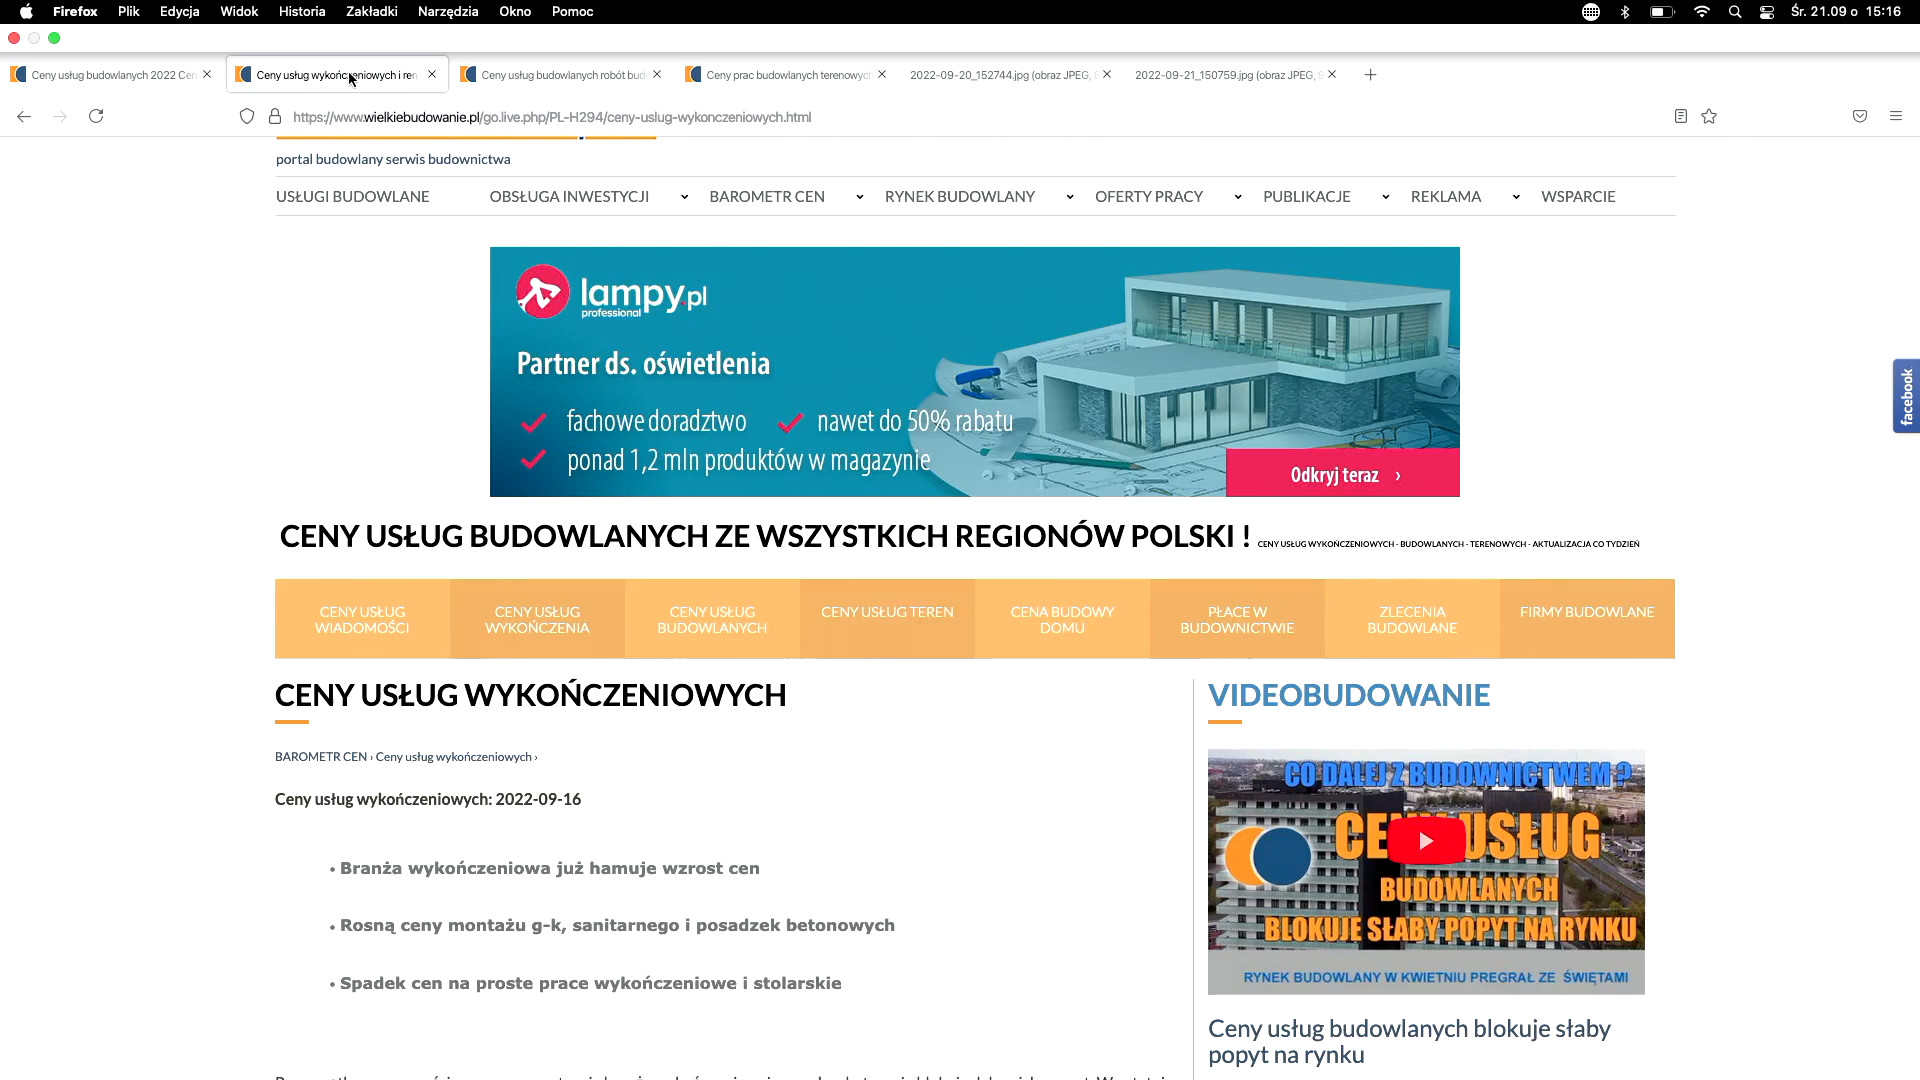 Firefox Plik Edycja Widok Historia Zakładki Narzędzia Okno Pomoc Śr. 21.09 o 15:16
Ceny usług budowlanych 2022 Cen
Ceny usług wykończeniowych i ren
Ceny usług budowlanych robót bud
Ceny prac budowlanych terenowych
2022-09-20_152744.jpg (obraz JPEG,
2022-09-21_150759.jpg (obraz JPEG,
https://www.wielkiebudowanie.pl/go.live.php/PL-H294/ceny-uslug-wykonczeniowych.html
portal budowlany serwis budownictwa
USŁUGI BUDOWLANE OBSŁUGA INWESTYCJI BAROMETR CEN RYNEK BUDOWLANY OFERTY PRACY PUBLIKACJE REKLAMA WSPARCIE
lampy.pl
professional
Partner ds. oświetlenia
fachowe doradztwo nawet do 50% rabatu
ponad 1,2 mln produktów w magazynie
Odkryj teraz ›
facebook
CENY USŁUG BUDOWLANYCH ZE WSZYSTKICH REGIONÓW POLSKI ! CENY USŁUG WYKOŃCZENIOWYCH - BUDOWLANYCH - TERENOWYCH - AKTUALIZACJA CO TYDZIEŃ
CENY USŁUG
WIADOMOŚCI
CENY USŁUG
WYKOŃCZENIA
CENY USŁUG
BUDOWLANYCH
CENY USŁUG TEREN
CENA BUDOWY
DOMU
PŁACE W
BUDOWNICTWIE
ZLECENIA
BUDOWLANE
FIRMY BUDOWLANE
CENY USŁUG WYKOŃCZENIOWYCH
BAROMETR CEN › Ceny usług wykończeniowych ›
Ceny usług wykończeniowych: 2022-09-16
• Branża wykończeniowa już hamuje wzrost cen
• Rosną ceny montażu g-k, sanitarnego i posadzek betonowych
• Spadek cen na proste prace wykończeniowe i stolarskie
VIDEOBUDOWANIE
CO DALEJ Z BUDOWNICTWEM ?
CENY USŁUG
BUDOWLANYCH
BLOKUJE SŁABY POPYT NA RYNKU
RYNEK BUDOWLANY W KWIETNIU PREGRAŁ ZE ŚWIĘTAMI
Ceny usług budowlanych blokuje słaby
popyt na rynku